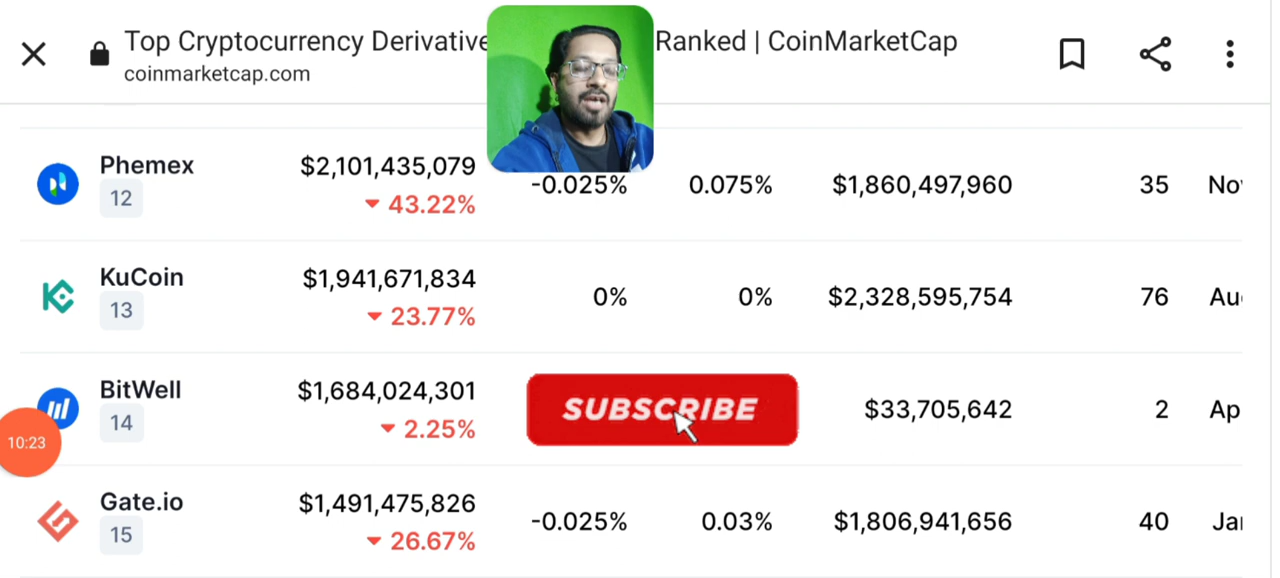 Top Cryptocurrency Derivative Ranked | CoinMarketCap
coinmarketcap.com
Phemex $2,101,435,079 -0.025% 0.075% $1,860,497,960 35
12 43.22%
KuCoin $1,941,671,834 0% 0% $2,328,595,754 76
13 23.77%
BitWell $1,684,024,301 SUBSCRIBE $33,705,642 2 Ap
14 2.25%
10:23
Gate.io $1,491,475,826 -0.025% 0.03% $1,806,941,656 40
15 26.67%